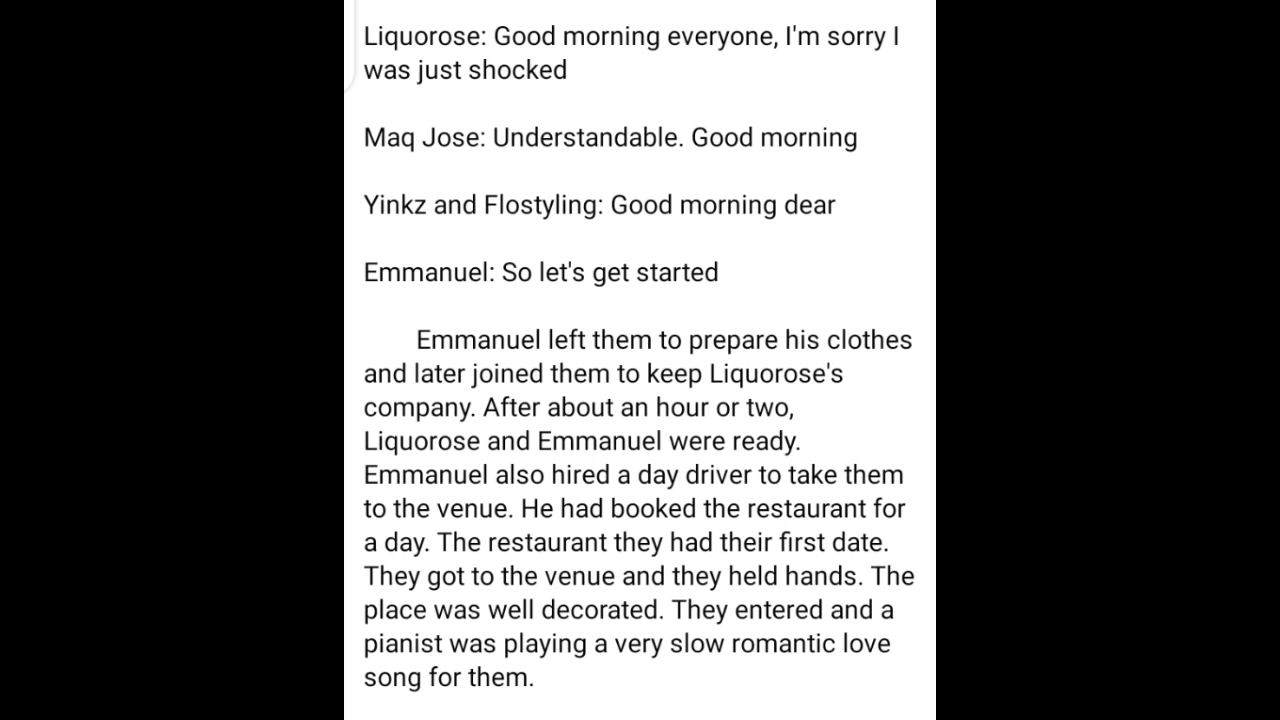 Liquorose: Good morning everyone, I'm sorry I
was just shocked
Maq Jose: Understandable. Good morning
Yinkz and Flostyling: Good morning dear
Emmanuel: So let's get started
Emmanuel left them to prepare his clothes
and later joined them to keep Liquorose's
company. After about an hour or two,
Liquorose and Emmanuel were ready.
Emmanuel also hired a day driver to take them
to the venue. He had booked the restaurant for
a day. The restaurant they had their first date.
They got to the venue and they held hands. The
place was well decorated. They entered and a
pianist was playing a very slow romantic love
song for them.